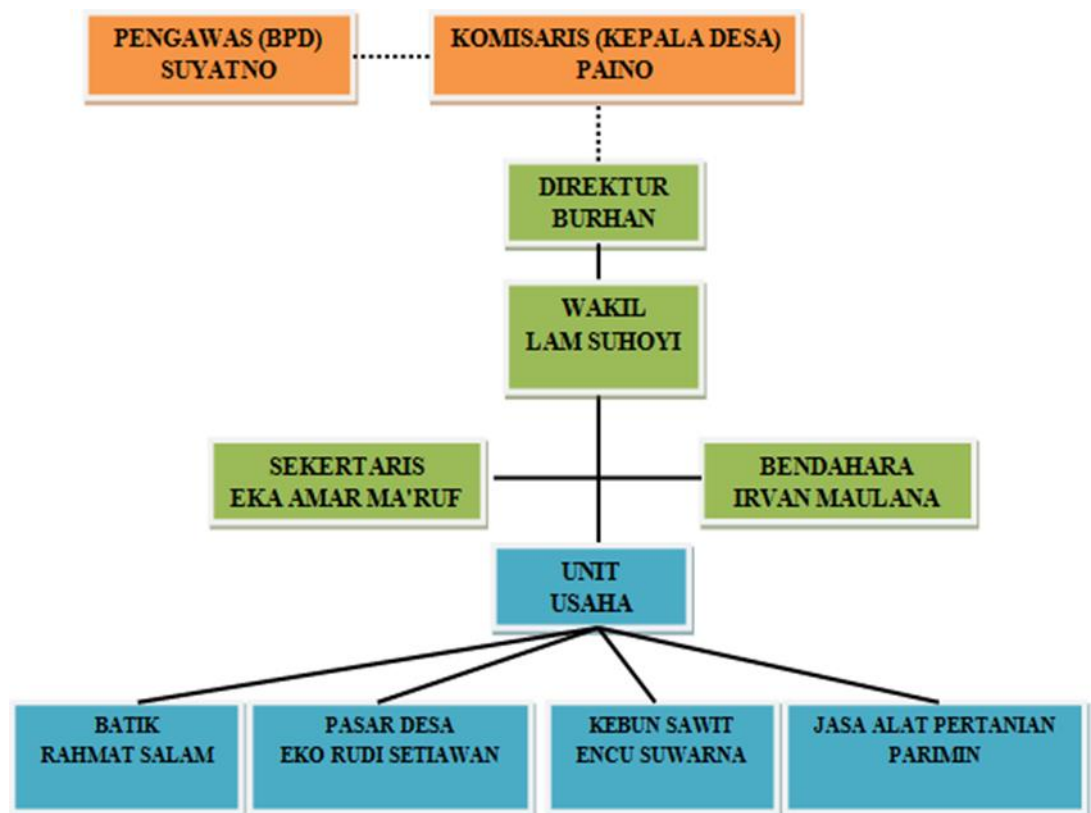 PENGAWAS (BPD)
SUYATNO
KOMISARIS (KEPALA DESA)
PAINO
DIREKTUR
BURHAN
WAKIL
LAM SUHOYI
SEKERTARIS
EKA AMAR MA'RUF
BENDAHARA
IRVAN MAULANA
UNIT
USAHA
BATIK
RAHMAT SALAM
PASAR DESA
EKO RUDI SETIAWAN
KEBUN SAWIT
ENCU SUWARNA
JASA ALAT PERTANIAN
PARIMIN